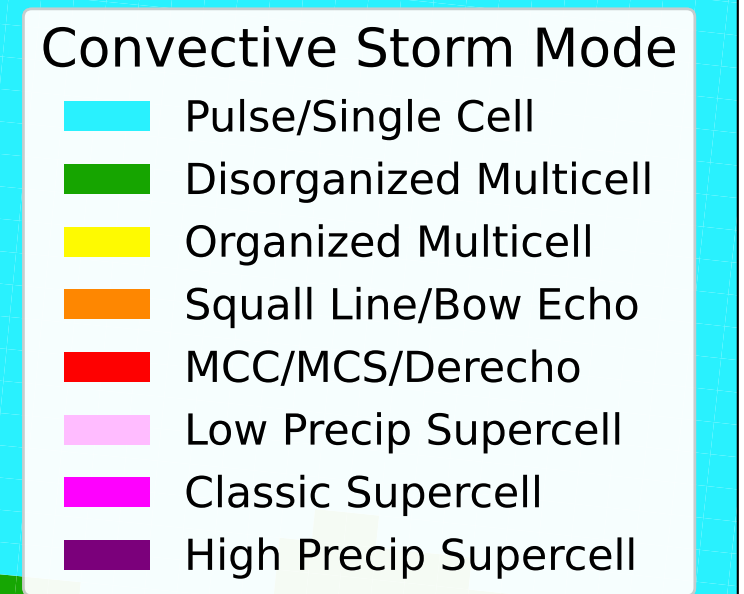 Convective Storm Mode
Pulse/Single Cell
Disorganized Multicell
Organized Multicell
Squall Line/Bow Echo
MCC/MCS/Derecho
Low Precip Supercell
Classic Supercell
High Precip Supercell